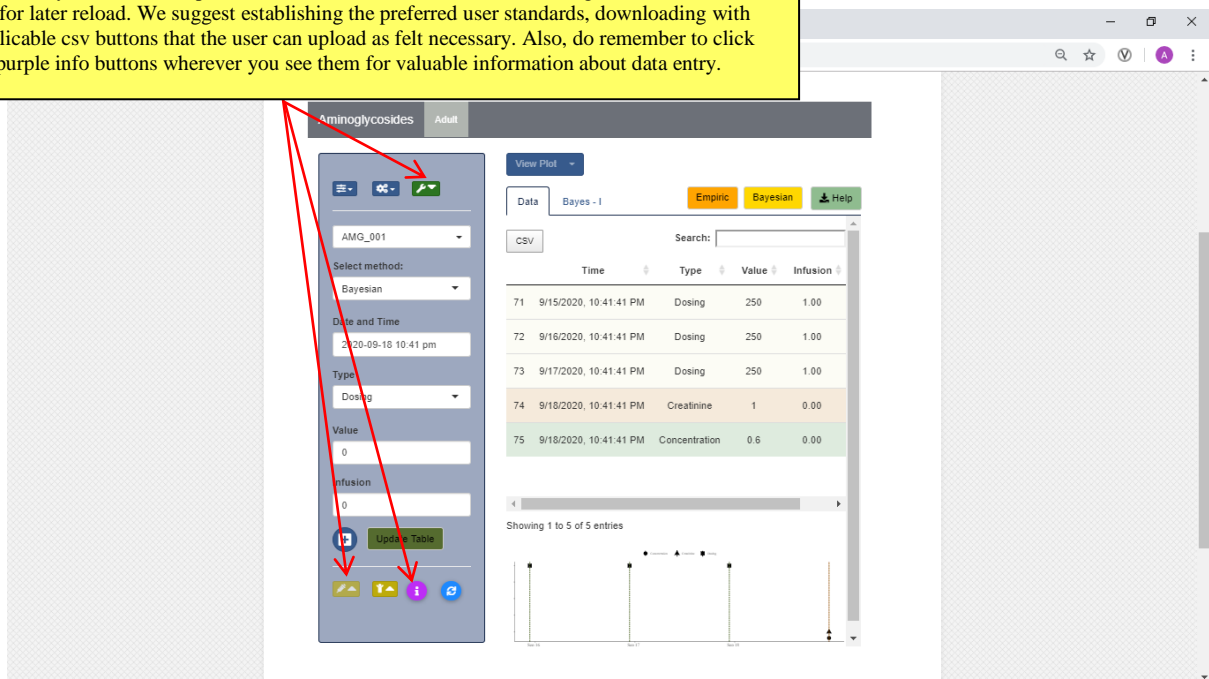 for later reload. We suggest establishing the preferred user standards, downloading with
licable csv buttons that the user can upload as felt necessary. Also, do remember to click
purple info buttons wherever you see them for valuable information about data entry.
A
Aminoglycosides Adult
View Plot
Data Bayes - I Empiric Bayesian Help
AMG_001
CSV Search:
Select method:
Time Type Value Infusion
Bayesian
71 9/15/2020, 10:41:41 PM Dosing 250 1.00
Date and Time
2020-09-18 10:41 pm
72 9/16/2020, 10:41:41 PM Dosing 250 1.00
Type
73 9/17/2020, 10:41:41 PM Dosing 250 1.00
Dosing
74 9/18/2020, 10:41:41 PM Creatinine 1 0.00
Value
0
75 9/18/2020, 10:41:41 PM Concentration 0.6 0.00
Infusion
0
Showing 1 to 5 of 5 entries
Update Table